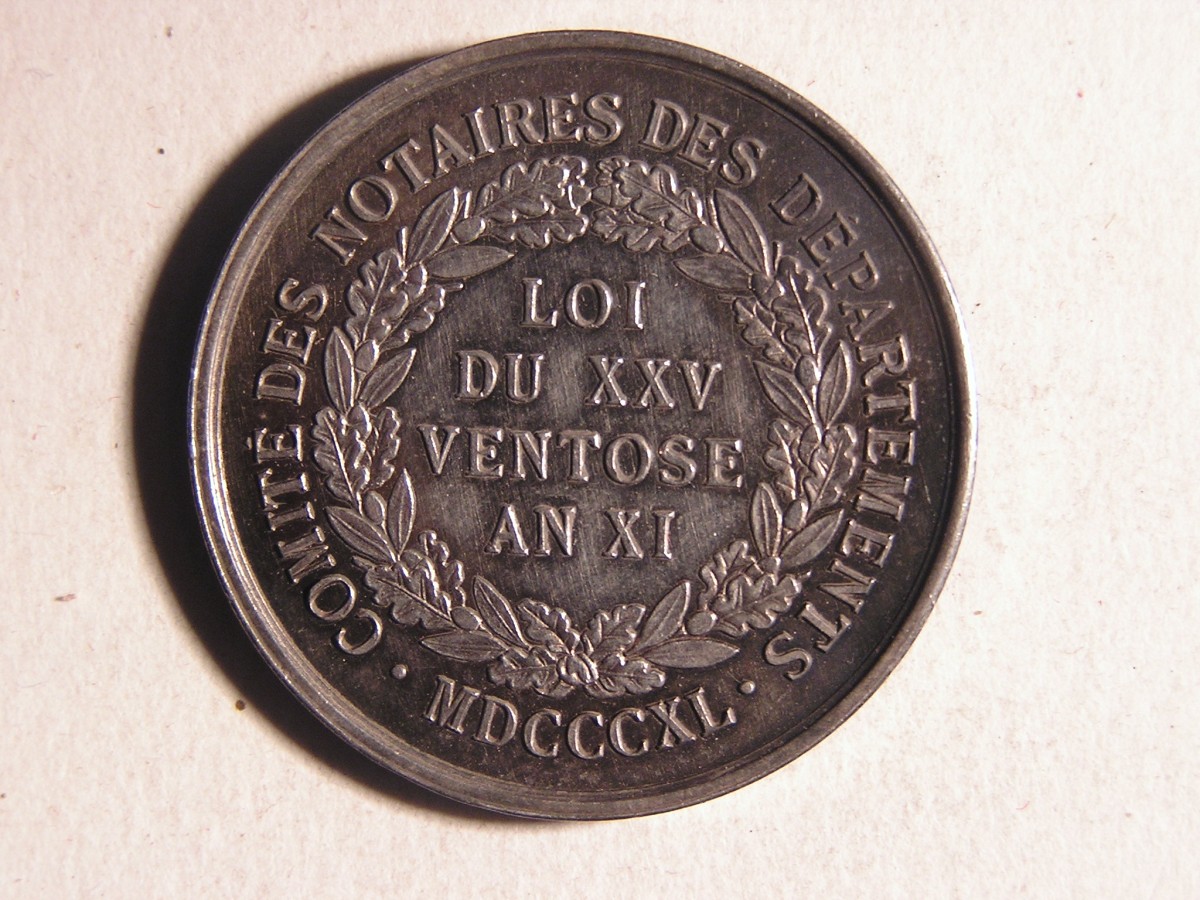 COMITÉ DES NOTAIRES DES DÉPARTEMENTS
LOI
DU XXV
VENTOSE
AN XI
· MDCCCXL ·